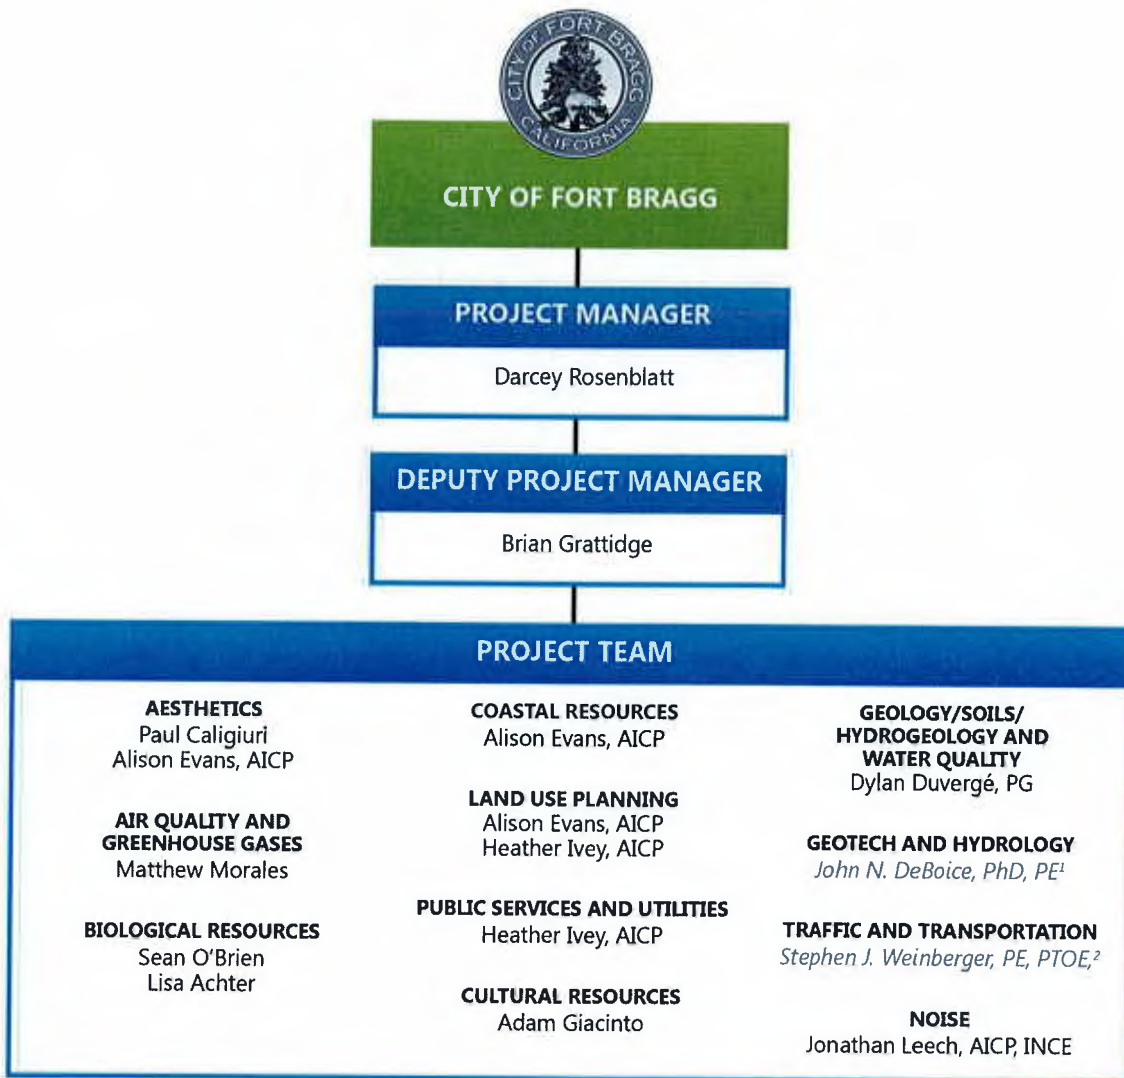 CITY OF FORT BRAGG
CALIFORNIA
CITY OF FORT BRAGG
PROJECT MANAGER
Darcey Rosenblatt
DEPUTY PROJECT MANAGER
Brian Grattidge
PROJECT TEAM
AESTHETICS
Paul Caligiuri
Alison Evans, AICP
AIR QUALITY AND
GREENHOUSE GASES
Matthew Morales
BIOLOGICAL RESOURCES
Sean O'Brien
Lisa Achter
COASTAL RESOURCES
Alison Evans, AICP
LAND USE PLANNING
Alison Evans, AICP
Heather Ivey, AICP
PUBLIC SERVICES AND UTILITIES
Heather Ivey, AICP
CULTURAL RESOURCES
Adam Giacinto
GEOLOGY/SOILS/
HYDROGEOLOGY AND
WATER QUALITY
Dylan Duvergé, PG
GEOTECH AND HYDROLOGY
John N. DeBoice, PhD, PE¹
TRAFFIC AND TRANSPORTATION
Stephen J. Weinberger, PE, PTOE,²
NOISE
Jonathan Leech, AICP, INCE